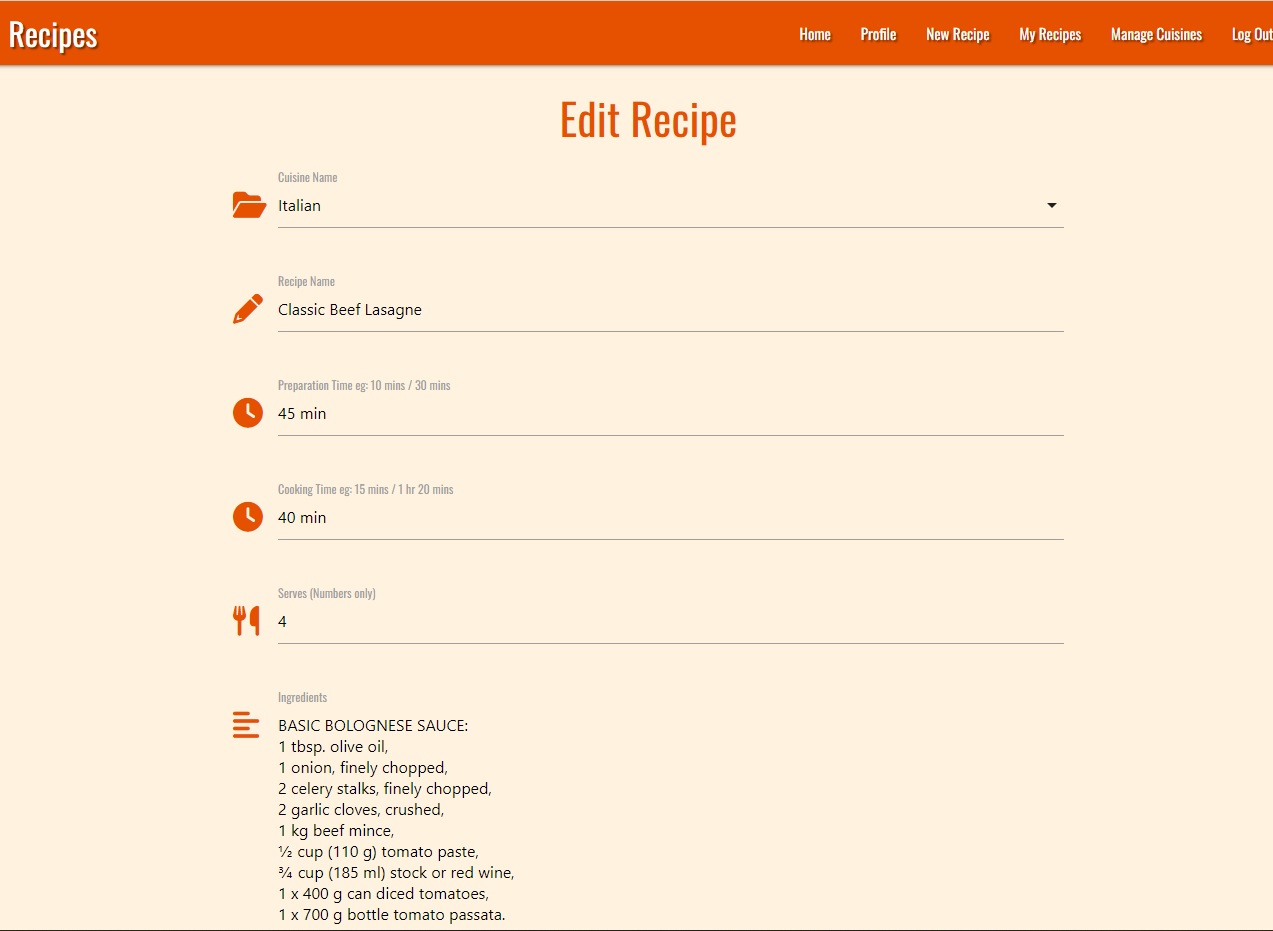 Recipes
Home Profile New Recipe My Recipes Manage Cuisines Log Out
Edit Recipe
Cuisine Name
Italian
Recipe Name
Classic Beef Lasagne
Preparation Time eg: 10 mins / 30 mins
45 min
Cooking Time eg: 15 mins / 1 hr 20 mins
40 min
Serves (Numbers only)
4
Ingredients
BASIC BOLOGNESE SAUCE:
1 tbsp. olive oil,
1 onion, finely chopped,
2 celery stalks, finely chopped,
2 garlic cloves, crushed,
1 kg beef mince,
½ cup (110 g) tomato paste,
¾ cup (185 ml) stock or red wine,
1 x 400 g can diced tomatoes,
1 x 700 g bottle tomato passata.